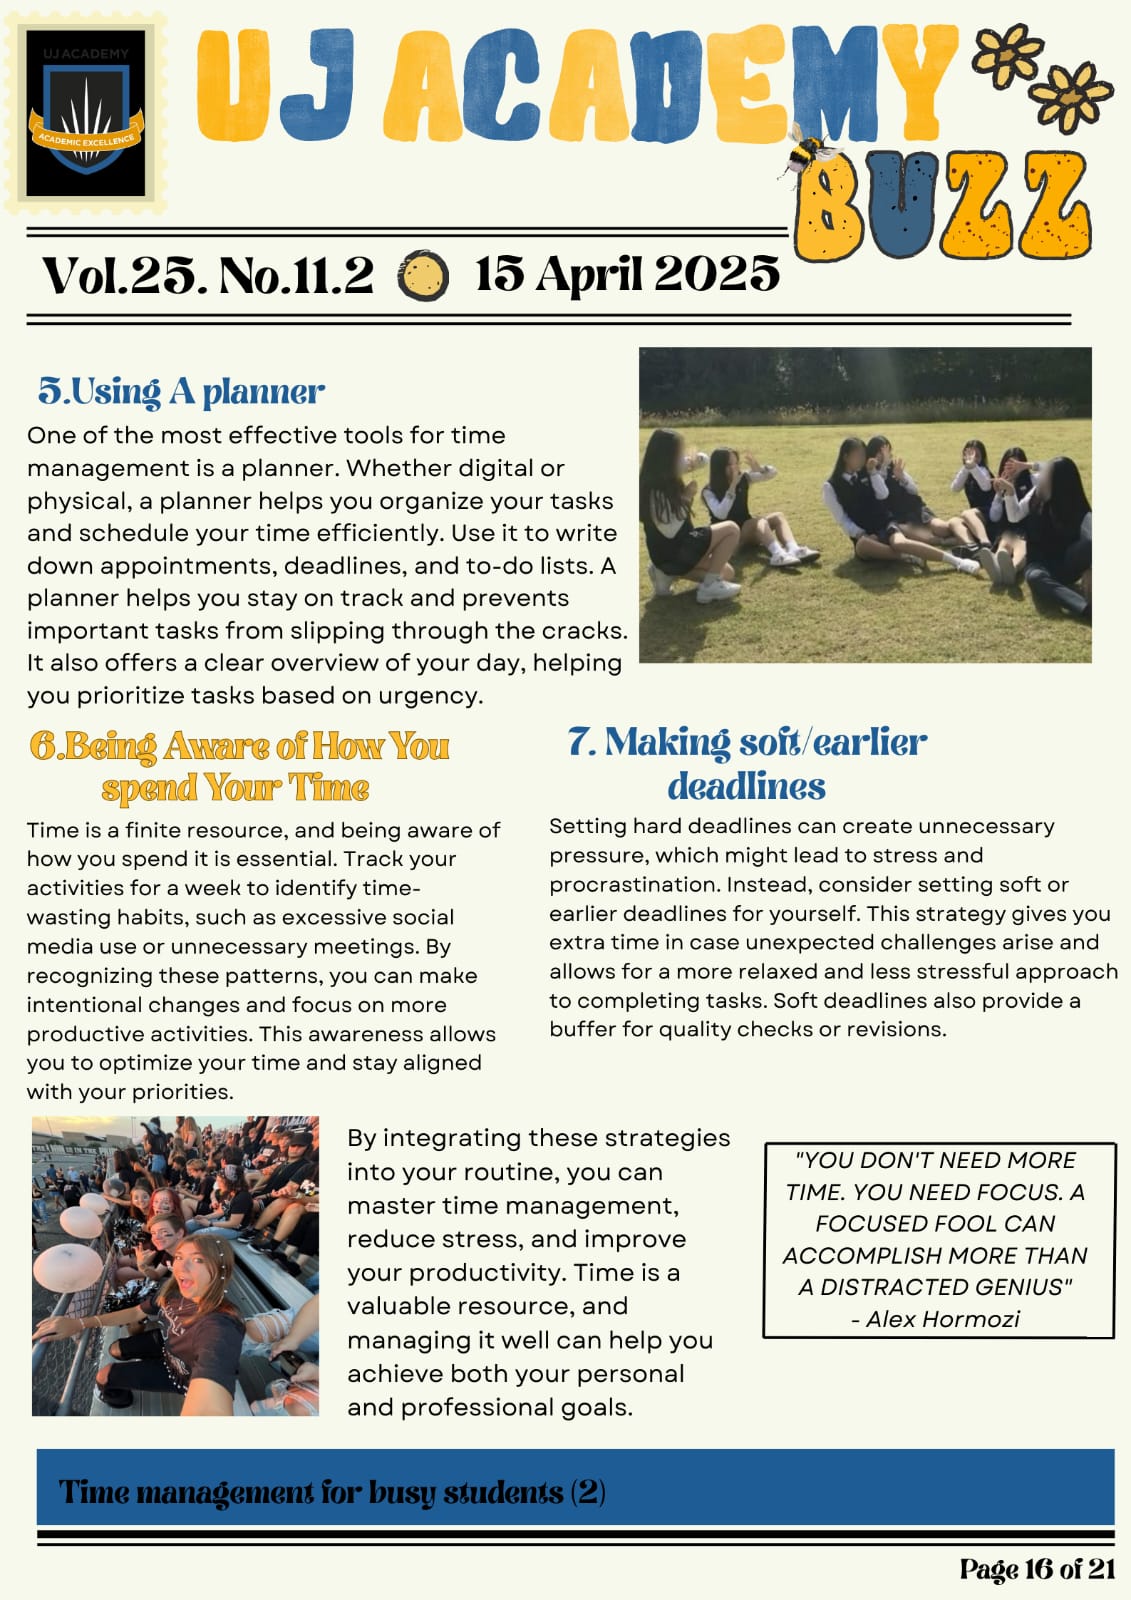 UJ ACADEMY
ACADEMIC EXCELLENCE
UJ ACADEMY
BUZZ
Vol.25. No.11.2
15 April 2025
5.Using A planner
One of the most effective tools for time
management is a planner. Whether digital or
physical, a planner helps you organize your tasks
and schedule your time efficiently. Use it to write
down appointments, deadlines, and to-do lists. A
planner helps you stay on track and prevents
important tasks from slipping through the cracks.
It also offers a clear overview of your day, helping
you prioritize tasks based on urgency.
6.Being Aware of How You
spend Your Time
Time is a finite resource, and being aware of
how you spend it is essential. Track your
activities for a week to identify time-
wasting habits, such as excessive social
media use or unnecessary meetings. By
recognizing these patterns, you can make
intentional changes and focus on more
productive activities. This awareness allows
you to optimize your time and stay aligned
with your priorities.
7. Making soft/earlier
deadlines
Setting hard deadlines can create unnecessary
pressure, which might lead to stress and
procrastination. Instead, consider setting soft or
earlier deadlines for yourself. This strategy gives you
extra time in case unexpected challenges arise and
allows for a more relaxed and less stressful approach
to completing tasks. Soft deadlines also provide a
buffer for quality checks or revisions.
By integrating these strategies
into your routine, you can
master time management,
reduce stress, and improve
your productivity. Time is a
valuable resource, and
managing it well can help you
achieve both your personal
and professional goals.
"YOU DON'T NEED MORE
TIME. YOU NEED FOCUS. A
FOCUSED FOOL CAN
ACCOMPLISH MORE THAN
A DISTRACTED GENIUS"
- Alex Hormozi
Time management for busy students (2)
Page 16 of 21